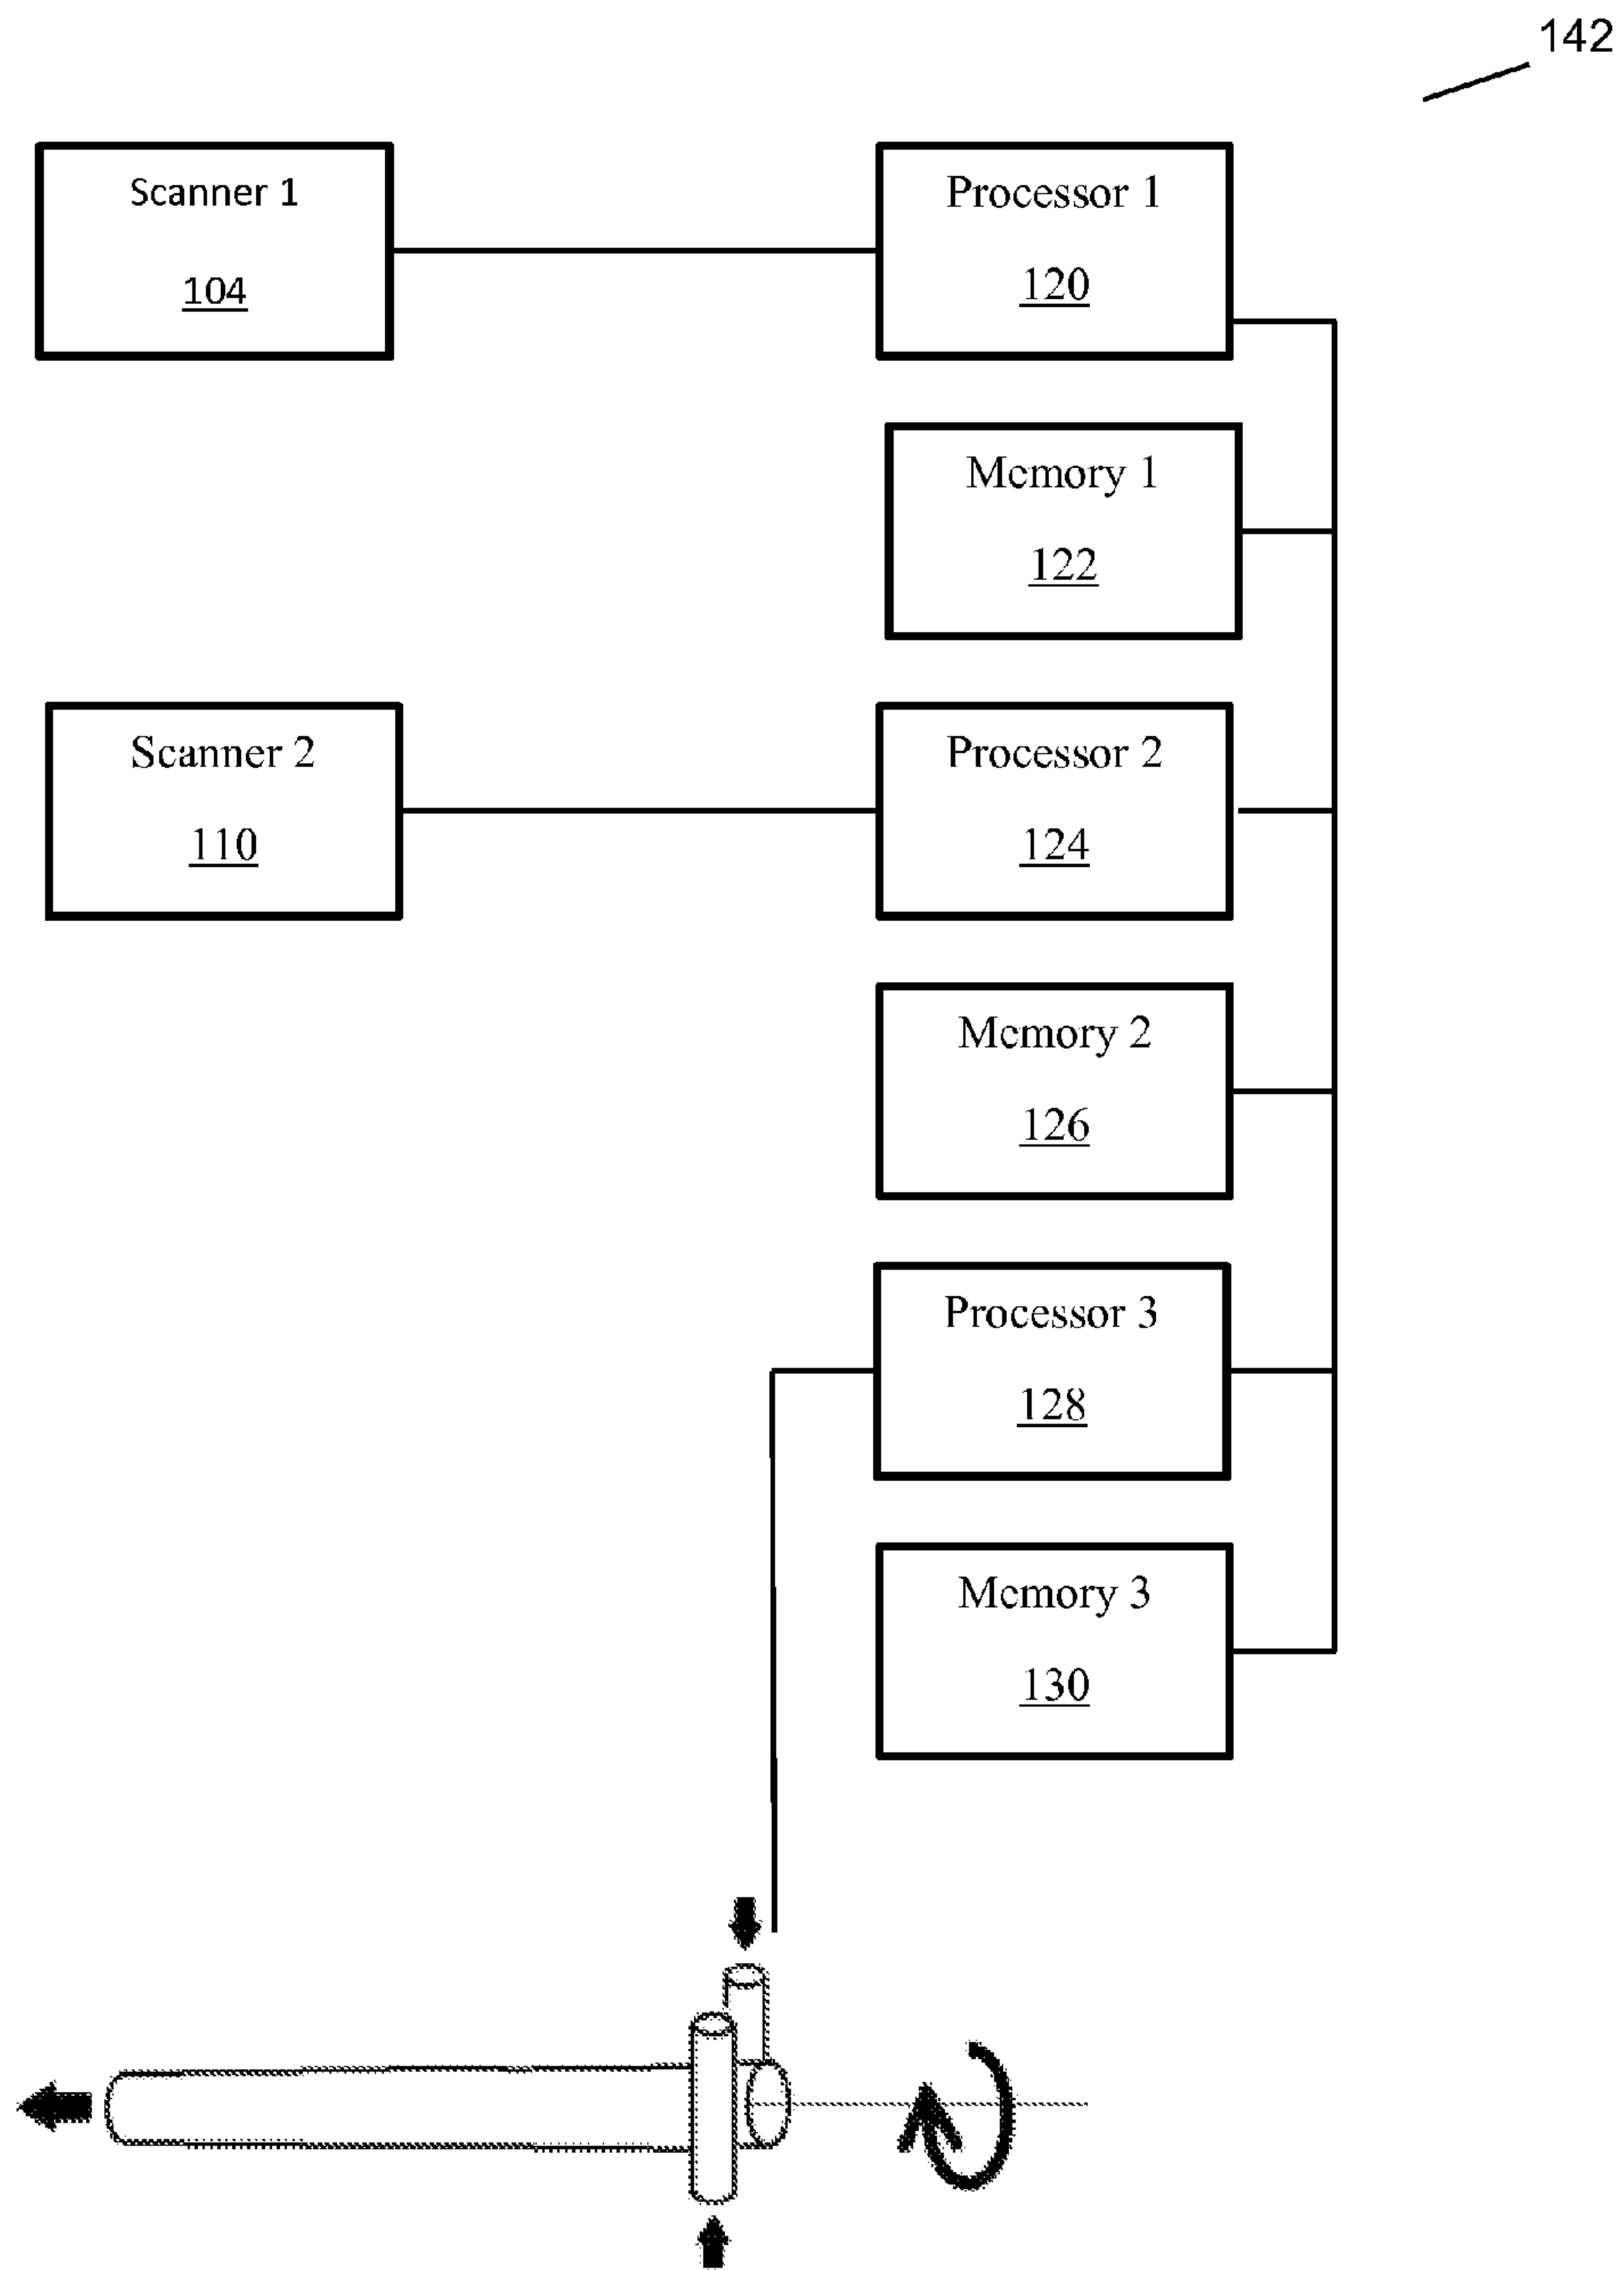 142
Scanner 1
104
Processor 1
120
Memory 1
122
Scanner 2
110
Processor 2
124
Memory 2
126
Processor 3
128
Memory 3
130